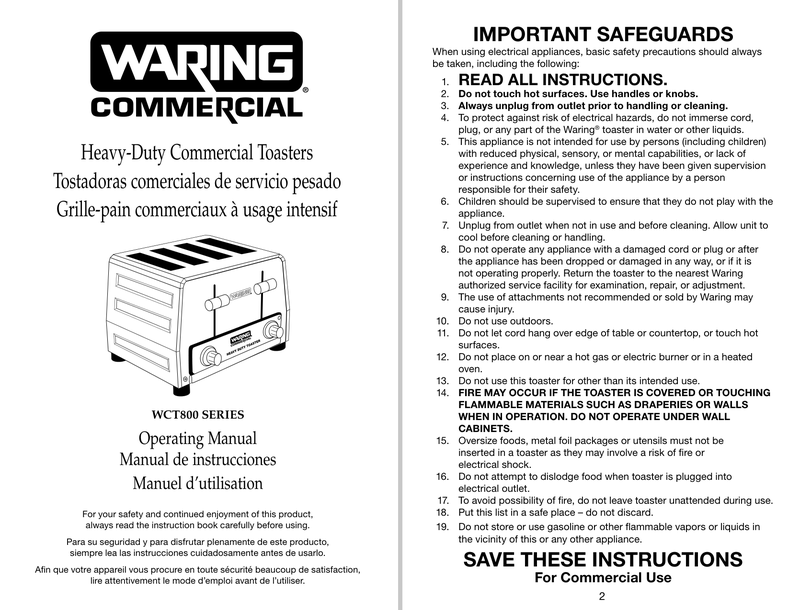 WARING
COMMERCIAL
®
Heavy-Duty Commercial Toasters
Tostadoras comerciales de servicio pesado
Grille-pain commerciaux à usage intensif
WARING
WARING
COMMERCIAL
HEAVY DUTY TOASTER
WCT800 SERIES
Operating Manual
Manual de instrucciones
Manuel d’utilisation
For your safety and continued enjoyment of this product,
always read the instruction book carefully before using.
Para su seguridad y para disfrutar plenamente de este producto,
siempre lea las instrucciones cuidadosamente antes de usarlo.
Afin que votre appareil vous procure en toute sécurité beaucoup de satisfaction,
lire attentivement le mode d’emploi avant de l’utiliser.
IMPORTANT SAFEGUARDS
When using electrical appliances, basic safety precautions should always
be taken, including the following:
1. READ ALL INSTRUCTIONS.
2. Do not touch hot surfaces. Use handles or knobs.
3. Always unplug from outlet prior to handling or cleaning.
4. To protect against risk of electrical hazards, do not immerse cord,
plug, or any part of the Waring® toaster in water or other liquids.
5. This appliance is not intended for use by persons (including children)
with reduced physical, sensory, or mental capabilities, or lack of
experience and knowledge, unless they have been given supervision
or instructions concerning use of the appliance by a person
responsible for their safety.
6. Children should be supervised to ensure that they do not play with the
appliance.
7. Unplug from outlet when not in use and before cleaning. Allow unit to
cool before cleaning or handling.
8. Do not operate any appliance with a damaged cord or plug or after
the appliance has been dropped or damaged in any way, or if it is
not operating properly. Return the toaster to the nearest Waring
authorized service facility for examination, repair, or adjustment.
9. The use of attachments not recommended or sold by Waring may
cause injury.
10. Do not use outdoors.
11. Do not let cord hang over edge of table or countertop, or touch hot
surfaces.
12. Do not place on or near a hot gas or electric burner or in a heated
oven.
13. Do not use this toaster for other than its intended use.
14. FIRE MAY OCCUR IF THE TOASTER IS COVERED OR TOUCHING
FLAMMABLE MATERIALS SUCH AS DRAPERIES OR WALLS
WHEN IN OPERATION. DO NOT OPERATE UNDER WALL
CABINETS.
15. Oversize foods, metal foil packages or utensils must not be
inserted in a toaster as they may involve a risk of fire or
electrical shock.
16. Do not attempt to dislodge food when toaster is plugged into
electrical outlet.
17. To avoid possibility of fire, do not leave toaster unattended during use.
18. Put this list in a safe place – do not discard.
19. Do not store or use gasoline or other flammable vapors or liquids in
the vicinity of this or any other appliance.
SAVE THESE INSTRUCTIONS
For Commercial Use
2